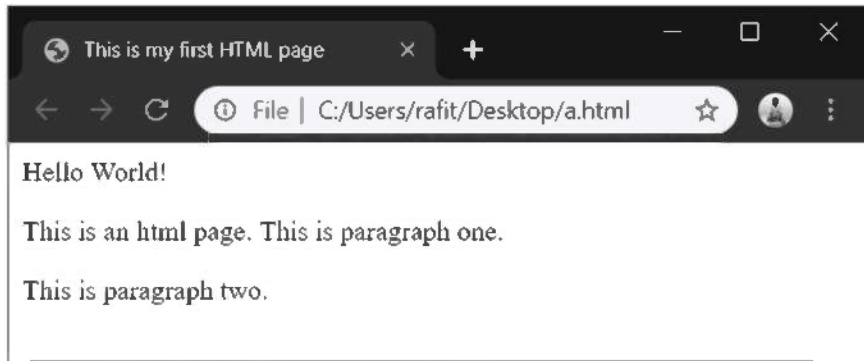 This is my first HTML page
File | C:/Users/rafit/Desktop/a.html
Hello World!
This is an html page. This is paragraph one.
This is paragraph two.